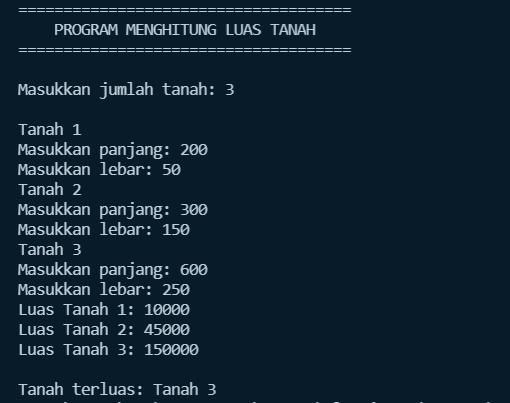 =====================================
PROGRAM MENGHITUNG LUAS TANAH
=====================================
Masukkan jumlah tanah: 3
Tanah 1
Masukkan panjang: 200
Masukkan lebar: 50
Tanah 2
Masukkan panjang: 300
Masukkan lebar: 150
Tanah 3
Masukkan panjang: 600
Masukkan lebar: 250
Luas Tanah 1: 10000
Luas Tanah 2: 45000
Luas Tanah 3: 150000
Tanah terluas: Tanah 3